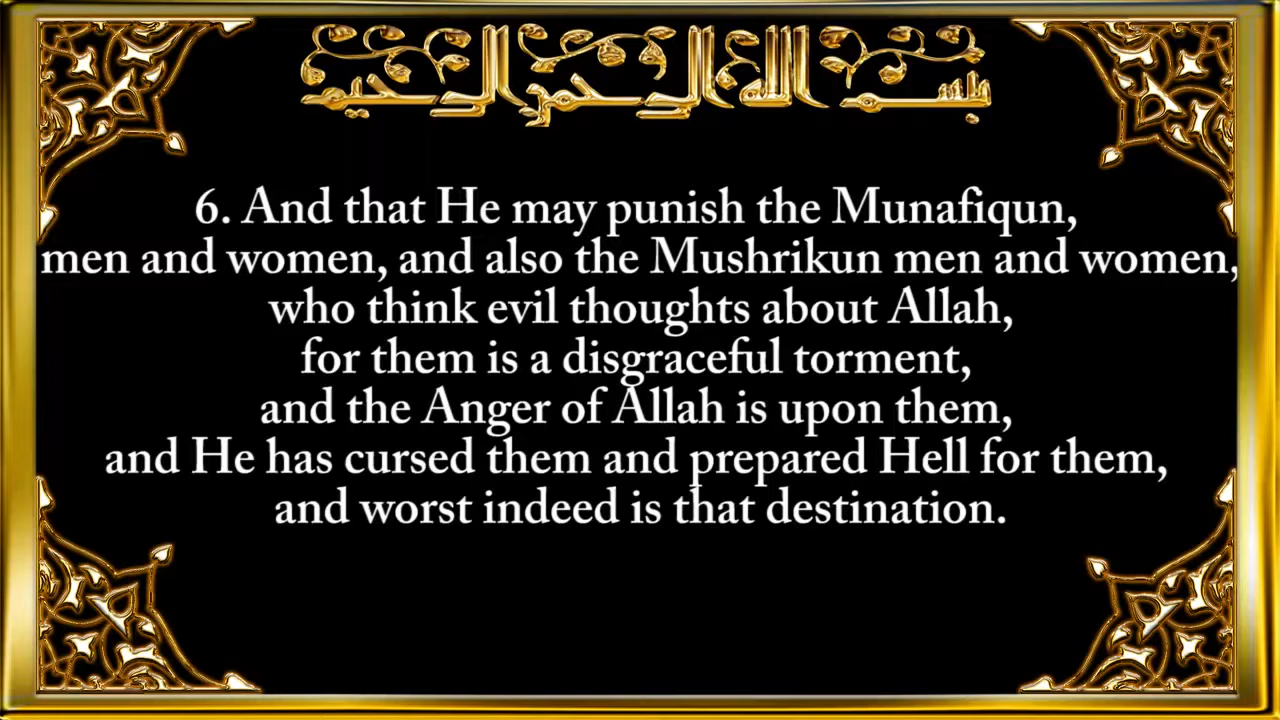 بسم الله الرحمن الرحيم
6. And that He may punish the Munafiqun,
men and women, and also the Mushrikun men and women,
who think evil thoughts about Allah,
for them is a disgraceful torment,
and the Anger of Allah is upon them,
and He has cursed them and prepared Hell for them,
and worst indeed is that destination.